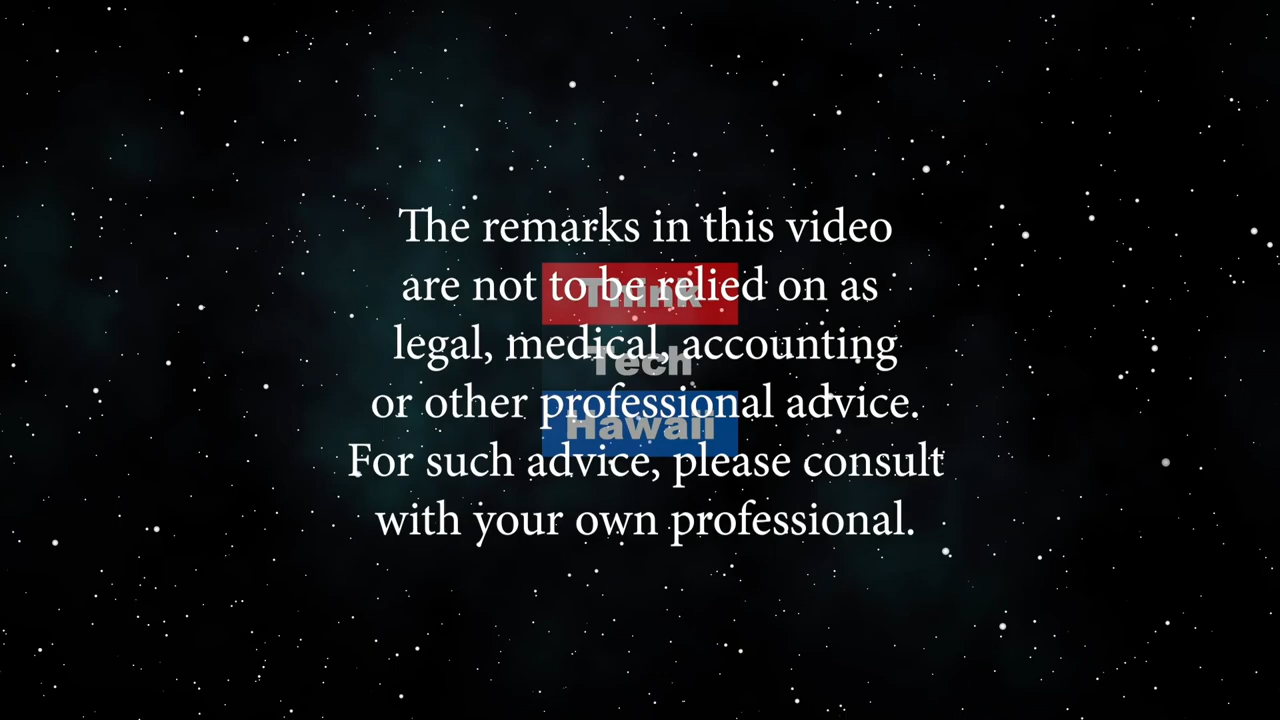 The remarks in this video
are not to be relied on as
legal, medical, accounting
or other professional advice.
For such advice, please consult
with your own professional.
Think
Tech
Hawaii